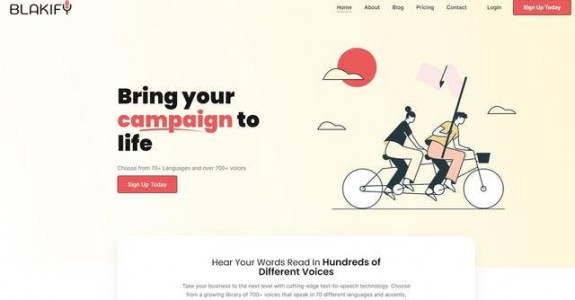 BLAKIFY
Home About Blog Pricing Contact Login Sign Up Today
Bring your
campaign to
life
Choose from 70+ Languages and over 700+ voices
Sign Up Today
Hear Your Words Read In Hundreds of
Different Voices
Take your business to the next level with cutting-edge text-to-speech technology. Choose
from a growing library of 700+ voices that speak in 70 different languages and accents,